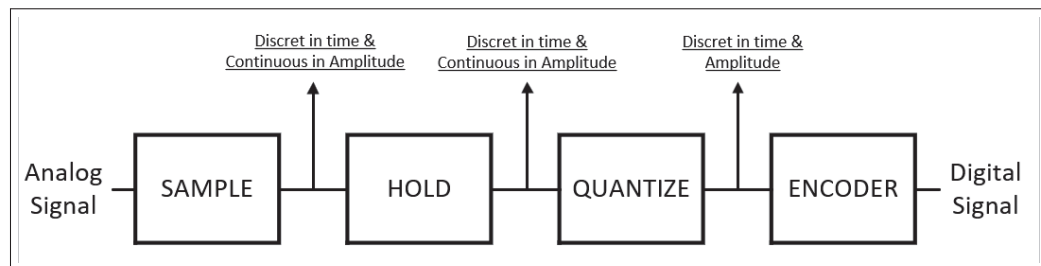 Discret in time &
Continuous in Amplitude
Discret in time &
Continuous in Amplitude
Discret in time &
Amplitude
Analog
Signal
SAMPLE
HOLD
QUANTIZE
ENCODER
Digital
Signal